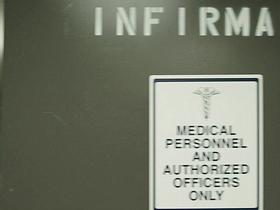 INFIRMA
MEDICAL
PERSONNEL
AND
AUTHORIZED
OFFICERS
ONLY